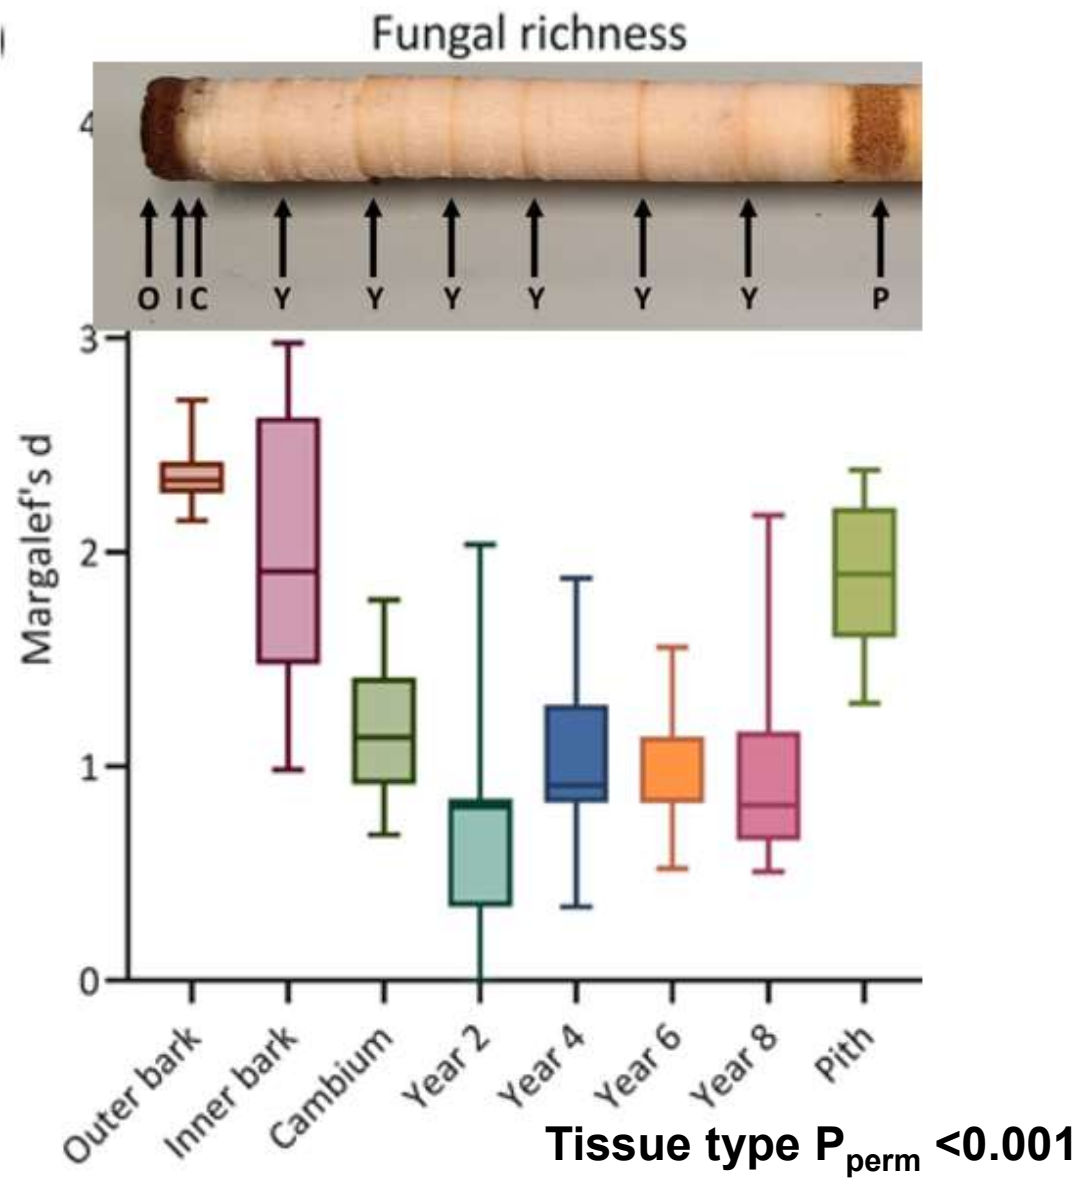 Fungal richness
4
O I C Y Y Y Y Y Y P
3
2
1
0
Margalef's d
Outer bark
Inner bark
Cambium
Year 2
Year 4
Year 6
Year 8
Pith
Tissue type Pperm <0.001